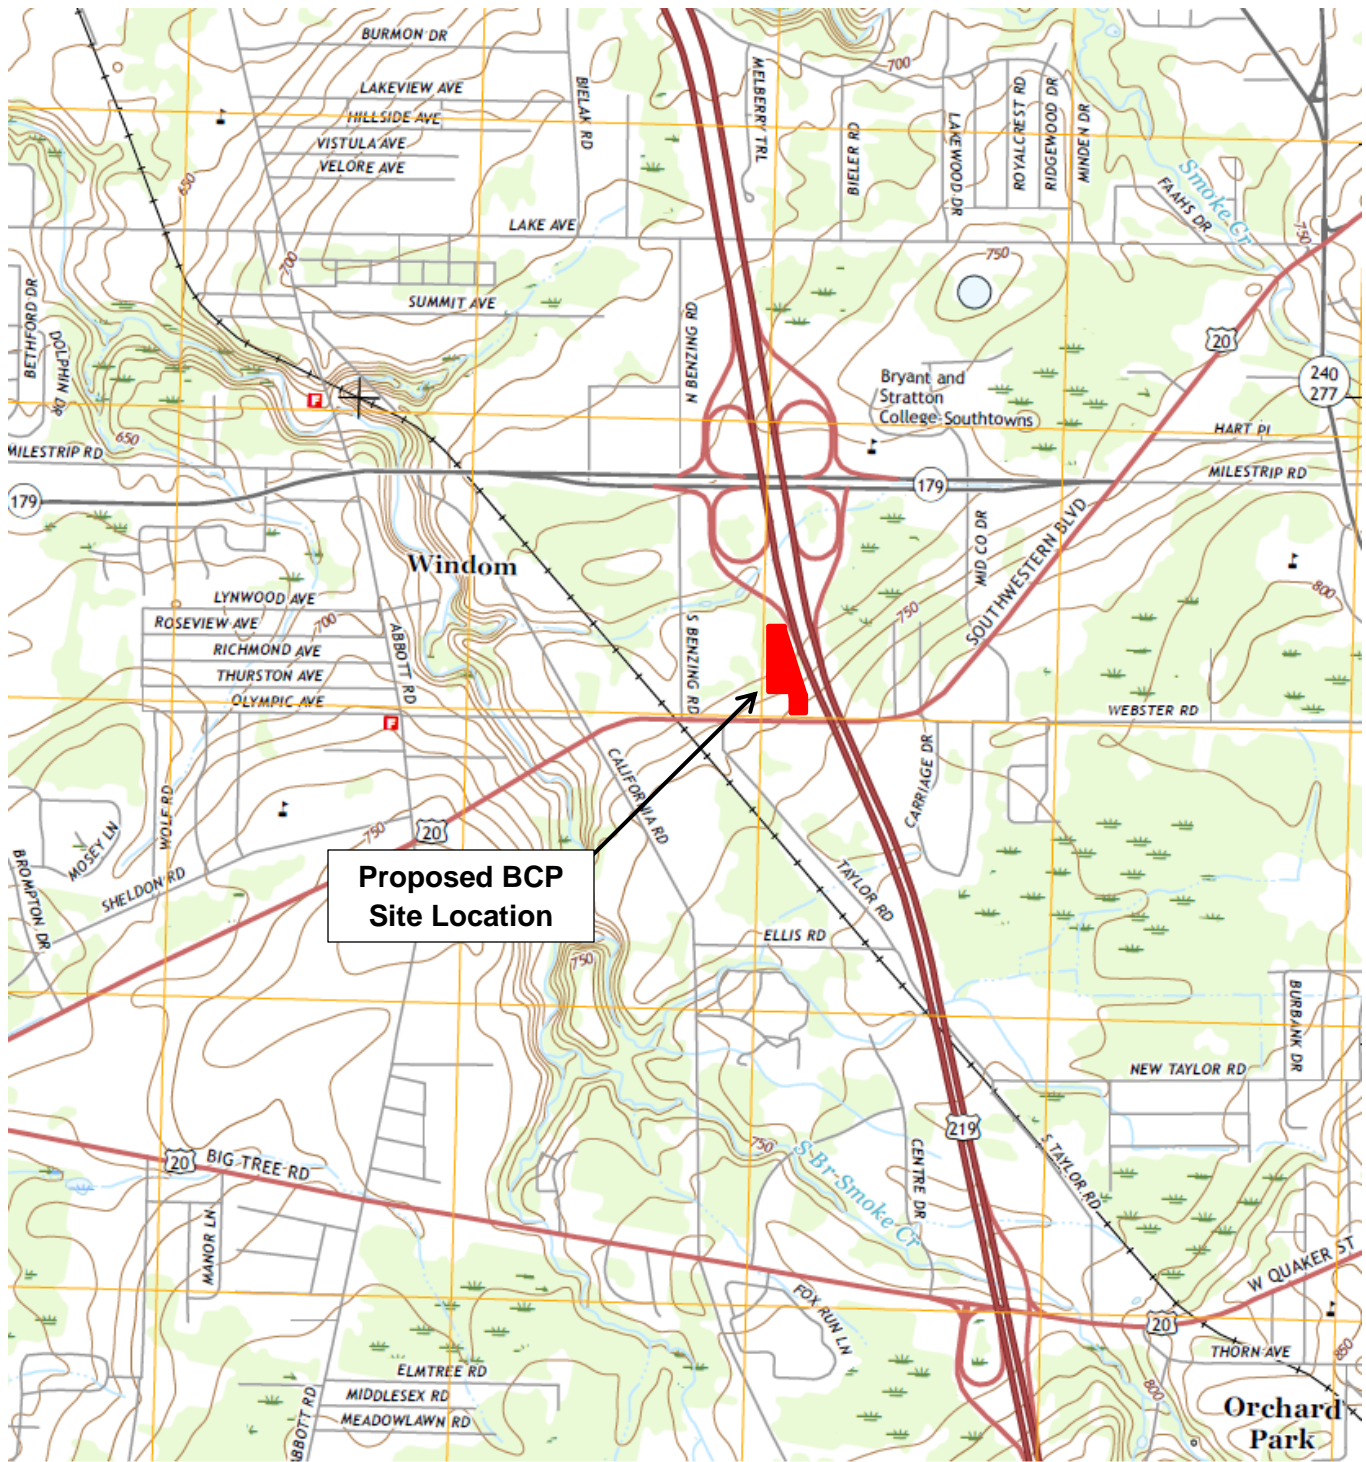 BURMON DR
LAKEVIEW AVE
HILLSIDE AVE
VISTULA AVE
VELORE AVE
BIELAK RD
MELBERRY TRL
BIELER RD
700
LAKEWOOD DR
ROYALCREST RD
RIDGEWOOD DR
MINDEN DR
Smoke Cr
FAAHS DR
650
LAKE AVE
700
750
750
SUMMIT AVE
BETHFORD DR
DOLPHIN DR
N BENZING RD
20
240
277
Bryant and
Stratton
College-Southtowns
F
HART Pl
650
MILESTRIP RD
MILESTRIP RD
179
179
SOUTHWESTERN BLVD
MID CO DR
Windom
800
LYNWOOD AVE
700
ROSEVIEW AVE
RICHMOND AVE
THURSTON AVE
OLYMPIC AVE
ABBOTT RD
S BENZING RD
750
F
WEBSTER RD
CALIFORNIA RD
CARRIAGE DR
WOLF RD
MOSEY LN
750
20
BROMPTON DR
SHELDON RD
Proposed BCP
Site Location
TAYLOR RD
ELLIS RD
750
BURBANK DR
NEW TAYLOR RD
219
750
S Br Smoke Cr
CENTRE DR
S TAYLOR RD
20
BIG TREE RD
MANOR LN
W QUAKER ST
FOX RUN LN
20
THORN AVE
850
800
ELMTREE RD
MIDDLESEX RD
MEADOWLAWN RD
ABBOTT RD
Orchard
Park